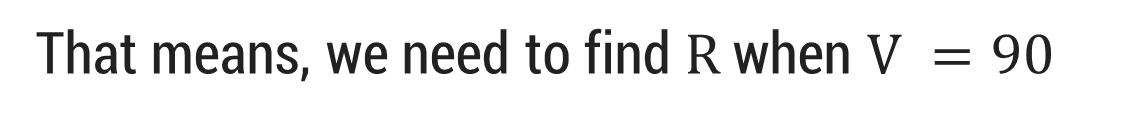 That means, we need to find R when V = 90